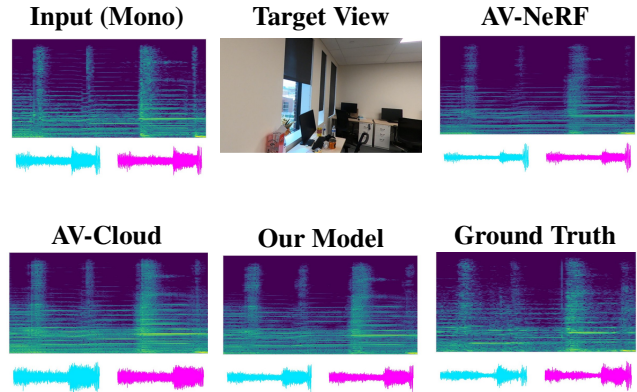 Input (Mono)
Target View
AV-NeRF
AV-Cloud
Our Model
Ground Truth